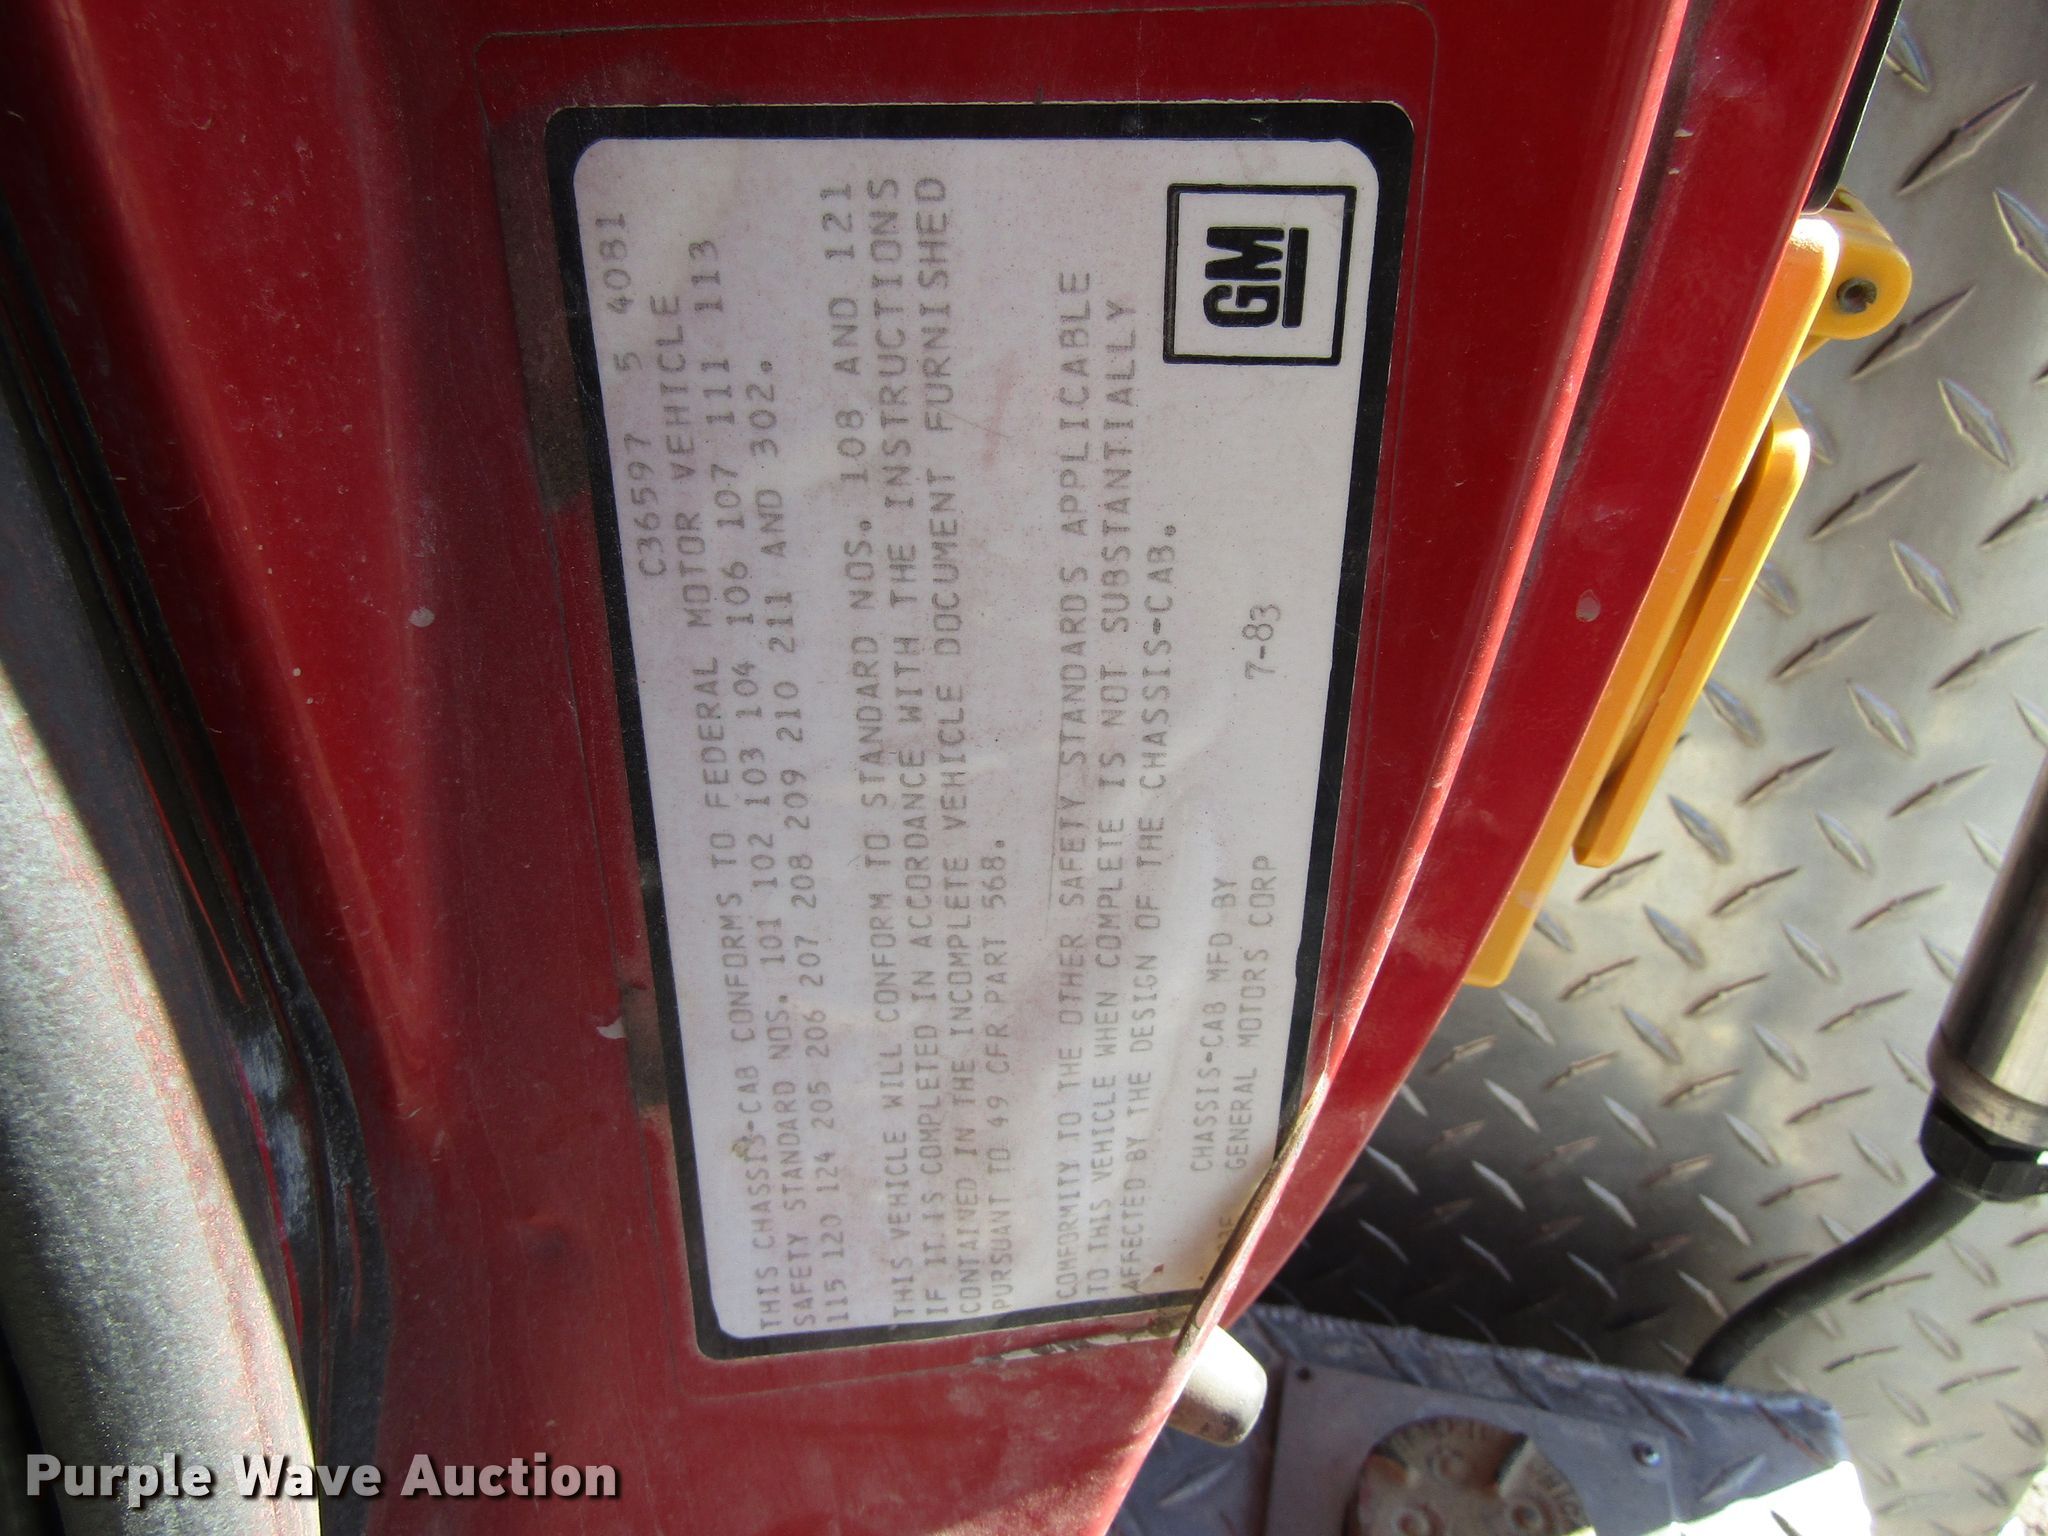 C36597 5 4081
THIS CHASSIS-CAB CONFORMS TO FEDERAL MOTOR VEHICLE
SAFETY STANDARD NOS. 101 102 103 104 106 107 111 113
115 120 124 205 206 207 208 209 210 211 AND 302.
THIS VEHICLE WILL CONFORM TO STANDARD NOS. 108 AND 121
IF IT IS COMPLETED IN ACCORDANCE WITH THE INSTRUCTIONS
CONTAINED IN THE INCOMPLETE VEHICLE DOCUMENT FURNISHED
PURSUANT TO 49 CFR PART 568.
COMFORMITY TO THE OTHER SAFETY STANDARDS APPLICABLE
TO THIS VEHICLE WHEN COMPLETE IS NOT SUBSTANTIALLY
AFFECTED BY THE DESIGN OF THE CHASSIS-CAB.
CHASSIS-CAB MFD BY
GENERAL MOTORS CORP
7-83
GM
Purple Wave Auction